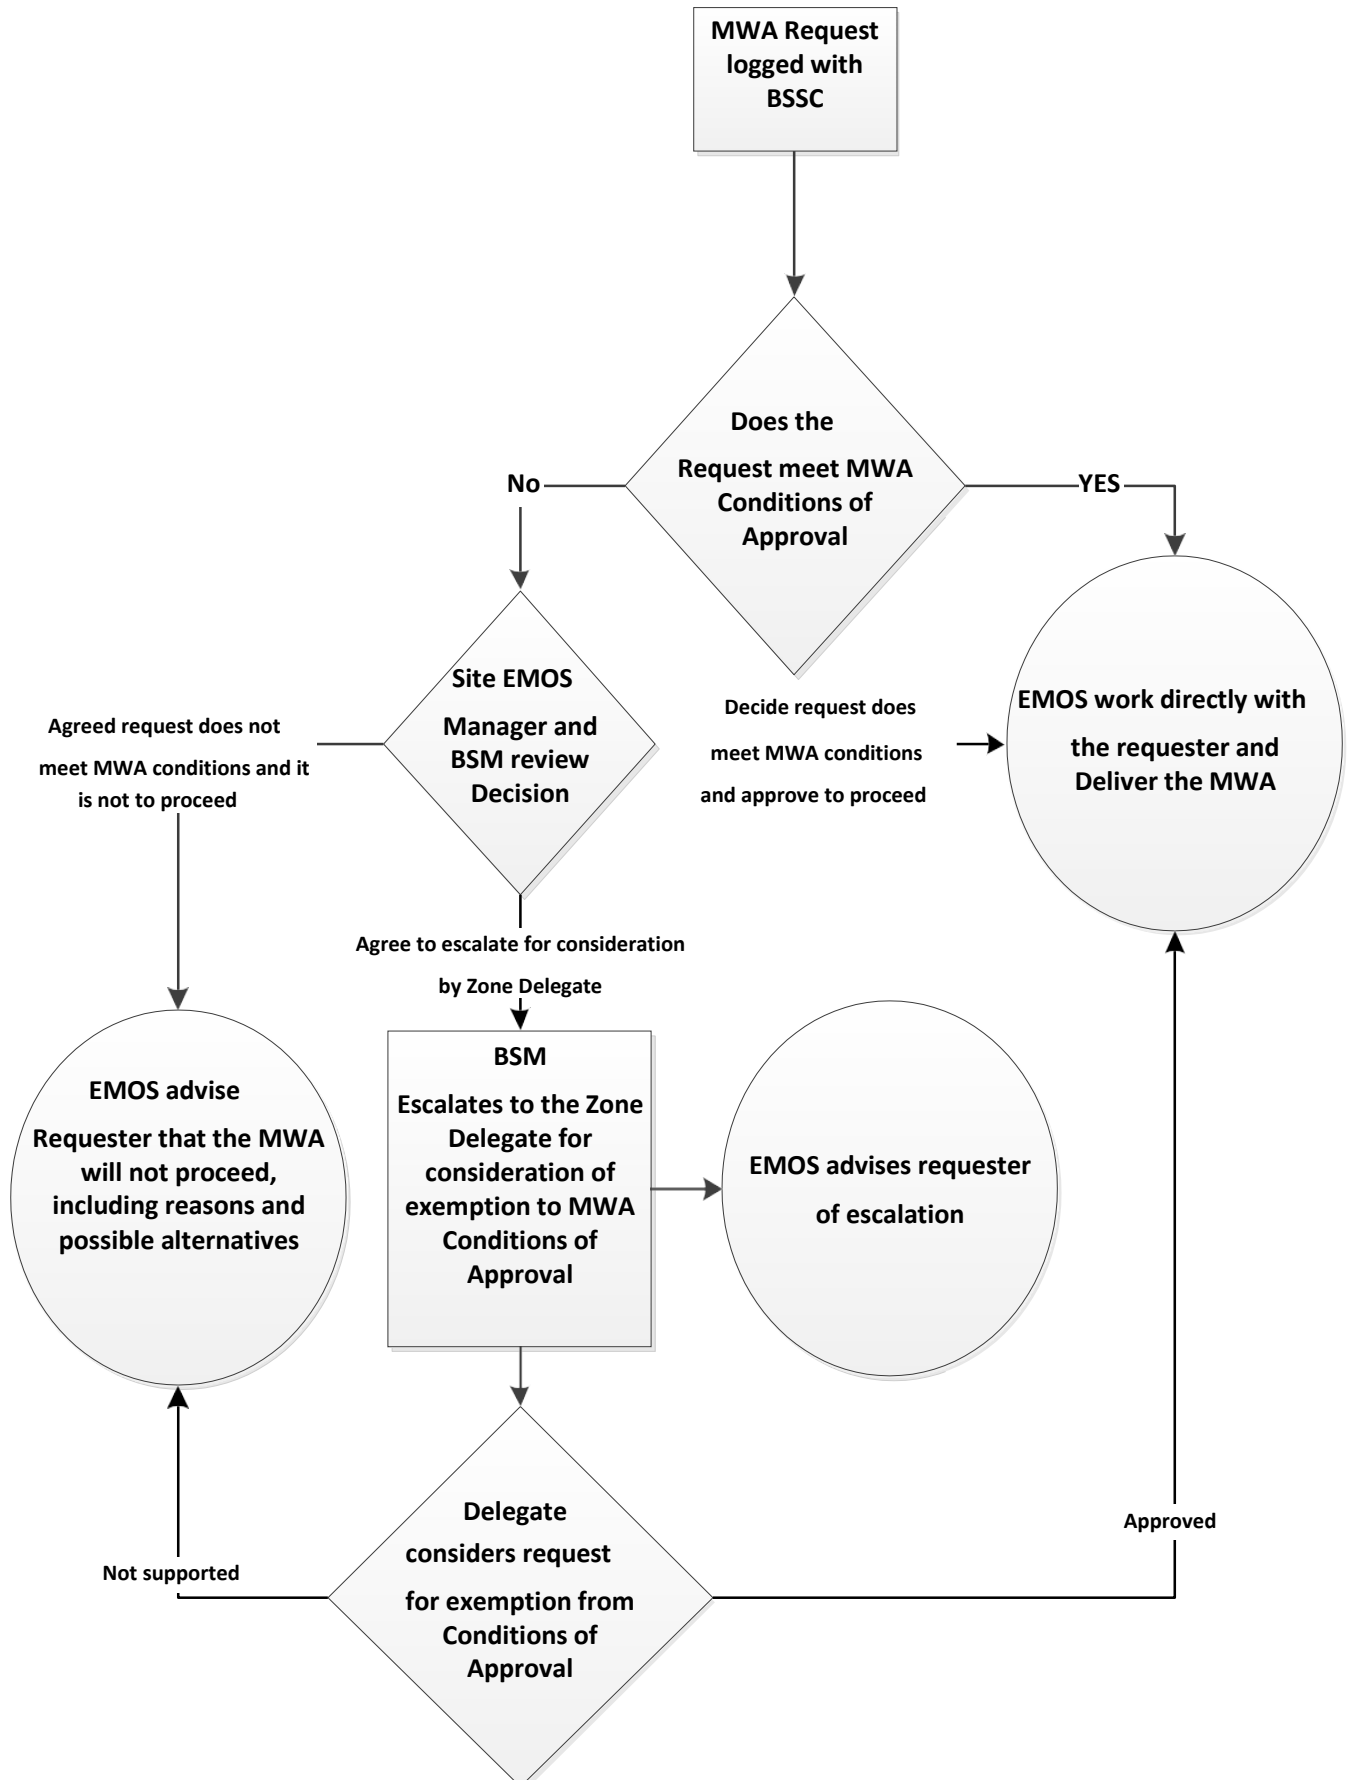 MWA Request
logged with
BSSC
Does the
Request meet MWA
Conditions of
Approval
No
YES
Site EMOS
Manager and
BSM review
Decision
Agreed request does not
meet MWA conditions and it
is not to proceed
Decide request does
meet MWA conditions
and approve to proceed
EMOS work directly with
the requester and
Deliver the MWA
Agree to escalate for consideration
by Zone Delegate
EMOS advise
Requester that the MWA
will not proceed,
including reasons and
possible alternatives
BSM
Escalates to the Zone
Delegate for
consideration of
exemption to MWA
Conditions of
Approval
EMOS advises requester
of escalation
Delegate
considers request
for exemption from
Conditions of
Approval
Not supported
Approved